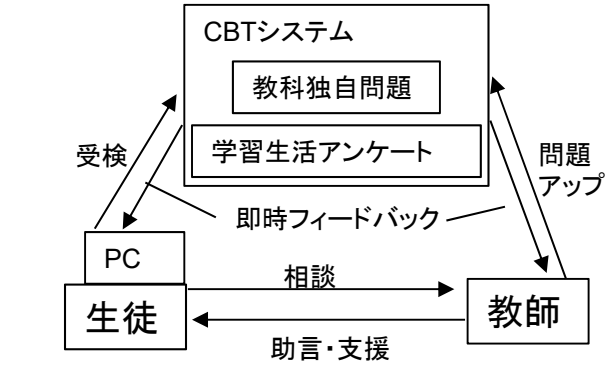 CBTシステム
教科独自問題
学習生活アンケート
受検
問題
アップ
即時フィードバック
PC
生徒
相談
教師
助言・支援